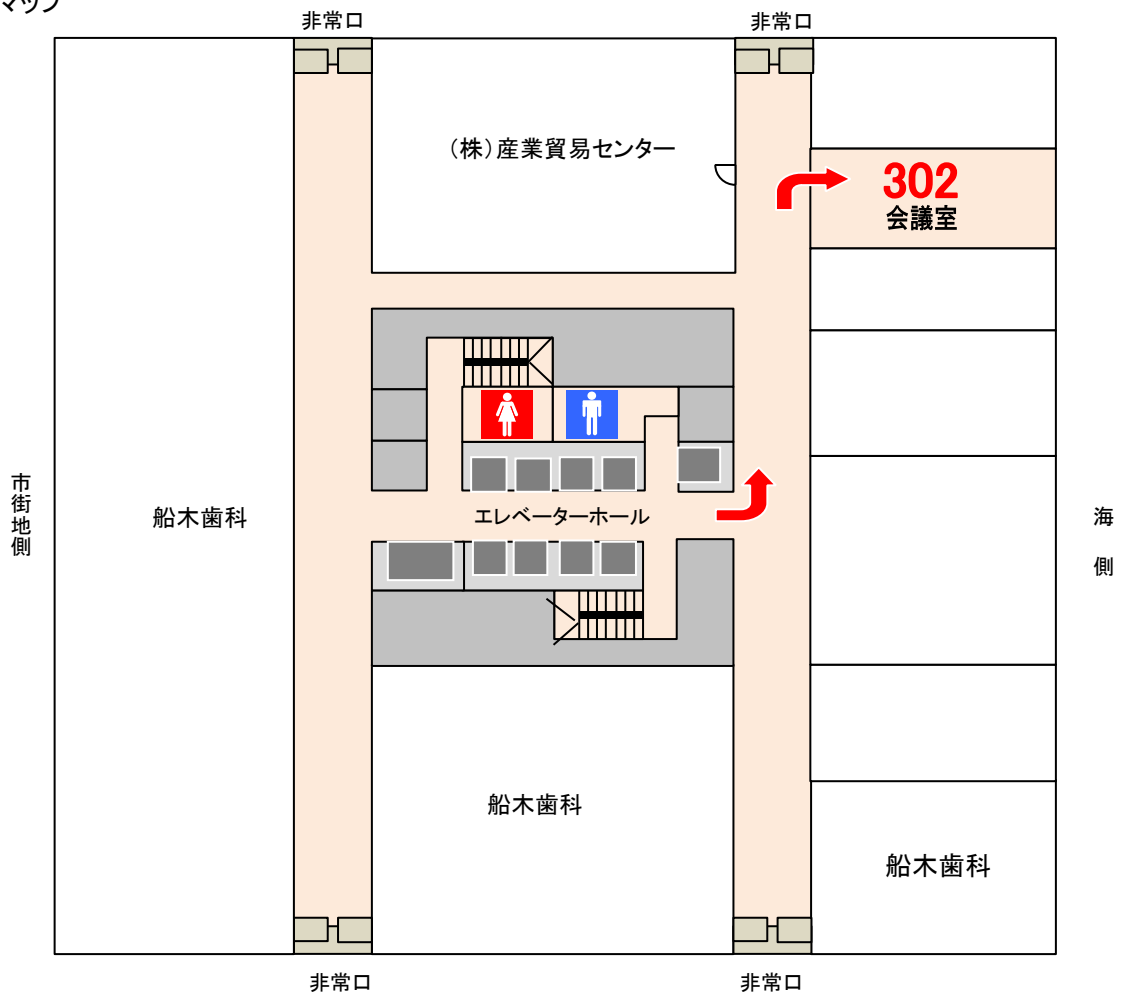 マップ
非常口
非常口
(株)産業貿易センター
302
会議室
市街地側
船木歯科
エレベーターホール
海側
船木歯科
船木歯科
非常口
非常口